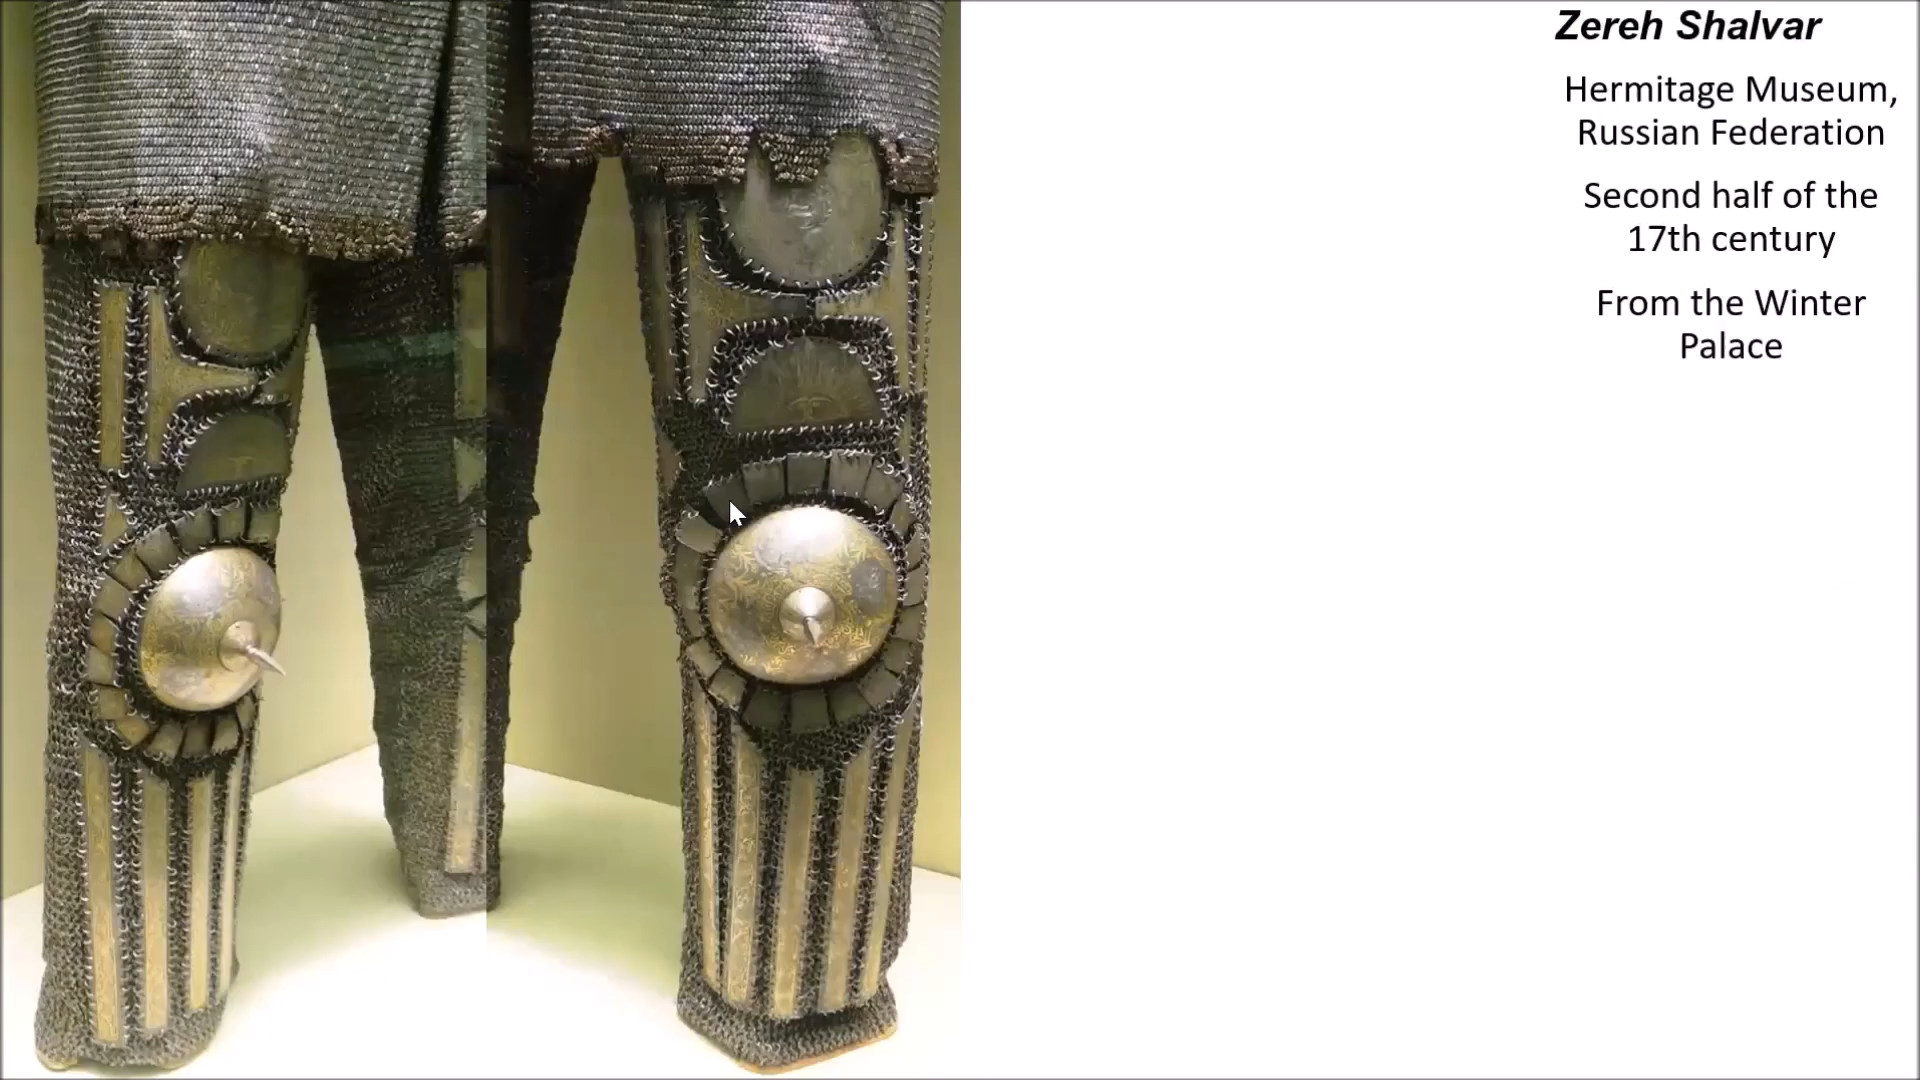 Zereh Shalvar
Hermitage Museum,
Russian Federation
Second half of the
17th century
From the Winter
Palace